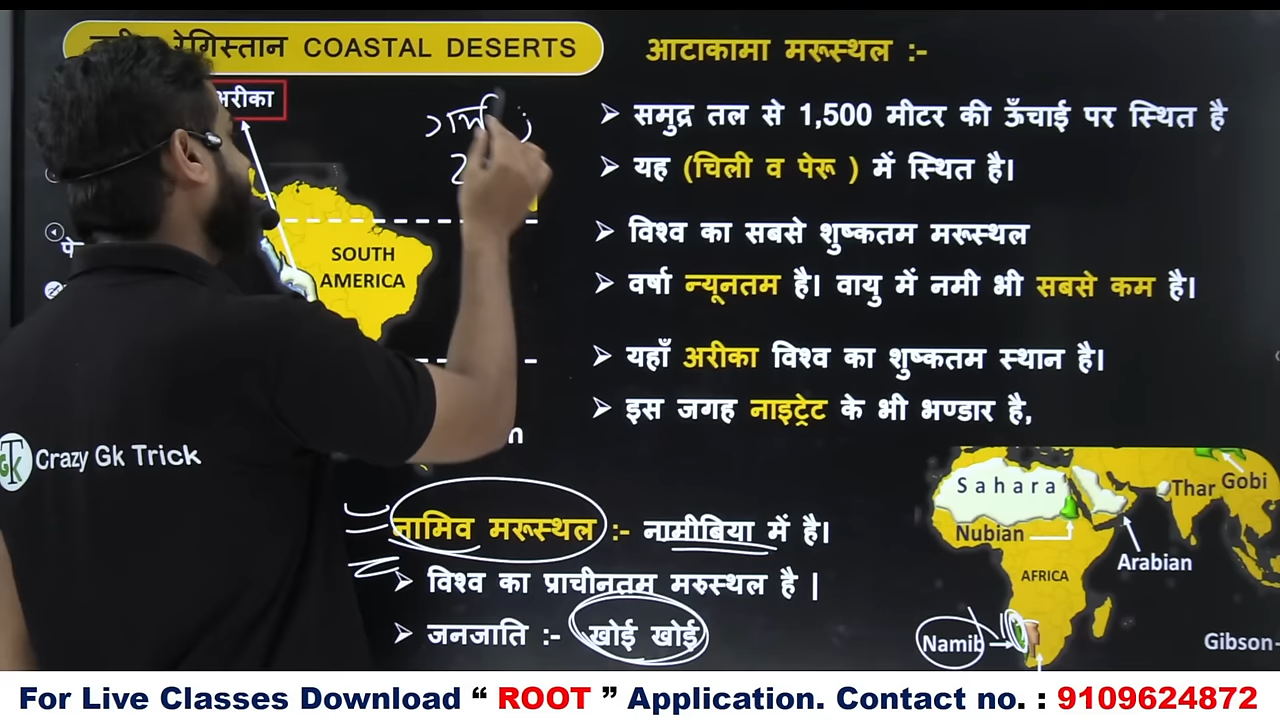 रेगिस्तान COASTAL DESERTS
अरीका
SOUTH
AMERICA
आटाकामा मरूस्थल :-
➤ समुद्र तल से 1,500 मीटर की ऊँचाई पर स्थित है
➤ यह (चिली व पेरू ) में स्थित है।
➤ विश्व का सबसे शुष्कतम मरूस्थल
➤ वर्षा न्यूनतम है। वायु में नमी भी सबसे कम है।
➤ यहाँ अरीका विश्व का शुष्कतम स्थान है।
➤ इस जगह नाइट्रेट के भी भण्डार है,
GK Crazy Gk Trick
नामिव मरूस्थल :- नामीबिया में है।
➤ विश्व का प्राचीनतम मरुस्थल है |
➤ जनजाति :- खोई खोई
Sahara
Nubian
Thar
Gobi
Arabian
AFRICA
Namib
Gibson-
For Live Classes Download “ ROOT ” Application. Contact no. : 9109624872